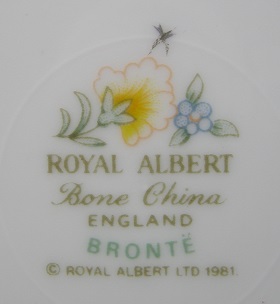 ROYAL ALBERT
Bone China
ENGLAND
BRONTË
© ROYAL ALBERT LTD 1981